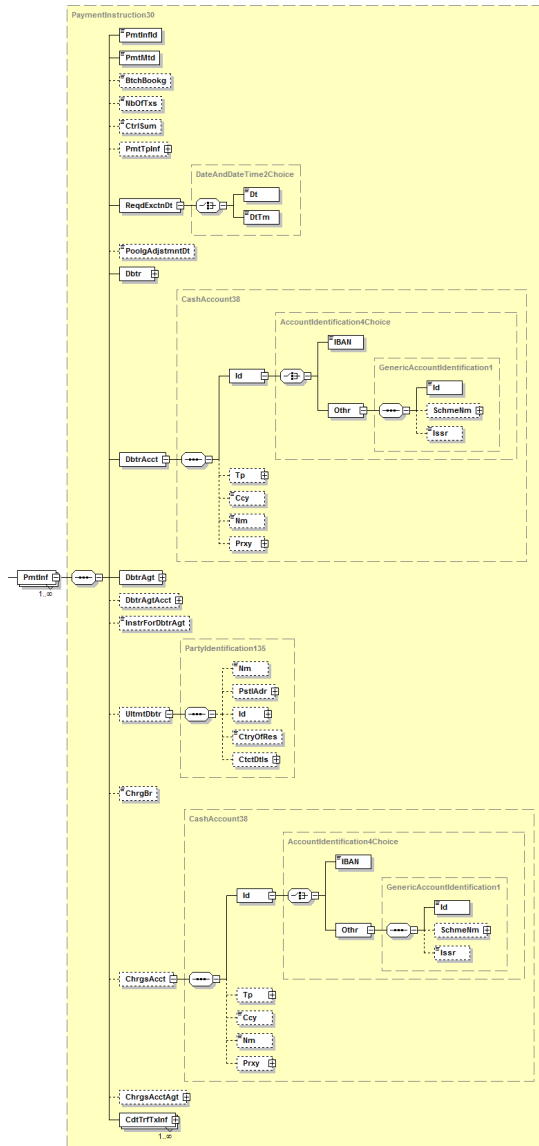 PaymentInstruction30
PmtInfId
PmtMtd
BtchBookg
NbOfTxs
CtrlSum
PmtTpInf
DateAndDateTime2Choice
ReqdExctnDt
Dt
DtTm
PoolgAdjstmntDt
Dbtr
CashAccount38
AccountIdentification4Choice
IBAN
GenericAccountIdentification1
Id
Id
Othr
SchmeNm
Issr
DbtrAcct
Tp
Ccy
Nm
Prxy
PmtInf
1..∞
DbtrAgt
DbtrAgtAcct
InstrForDbtrAgt
PartyIdentification135
Nm
PstlAdr
UltmtDbtr
Id
CtryOfRes
CtctDtls
ChrgBr
CashAccount38
AccountIdentification4Choice
IBAN
GenericAccountIdentification1
Id
Id
Othr
SchmeNm
Issr
ChrgsAcct
Tp
Ccy
Nm
Prxy
ChrgsAcctAgt
CdtTrfTxInf
1..∞